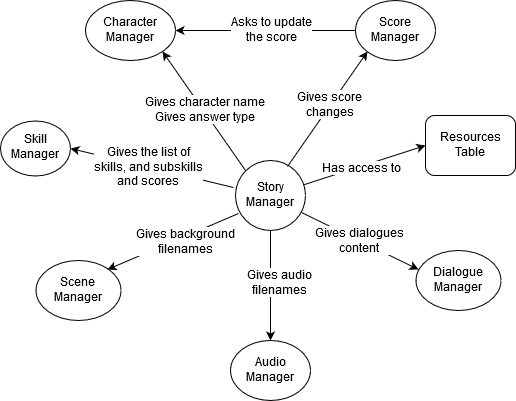 Character
Manager
Asks to update
the score
Score
Manager
Gives character name
Gives answer type
Gives score
changes
Skill
Manager
Gives the list of
skills, and subskills
and scores
Resources
Table
Has access to
Story
Manager
Gives background
filenames
Gives dialogues
content
Scene
Manager
Gives audio
filenames
Dialogue
Manager
Audio
Manager